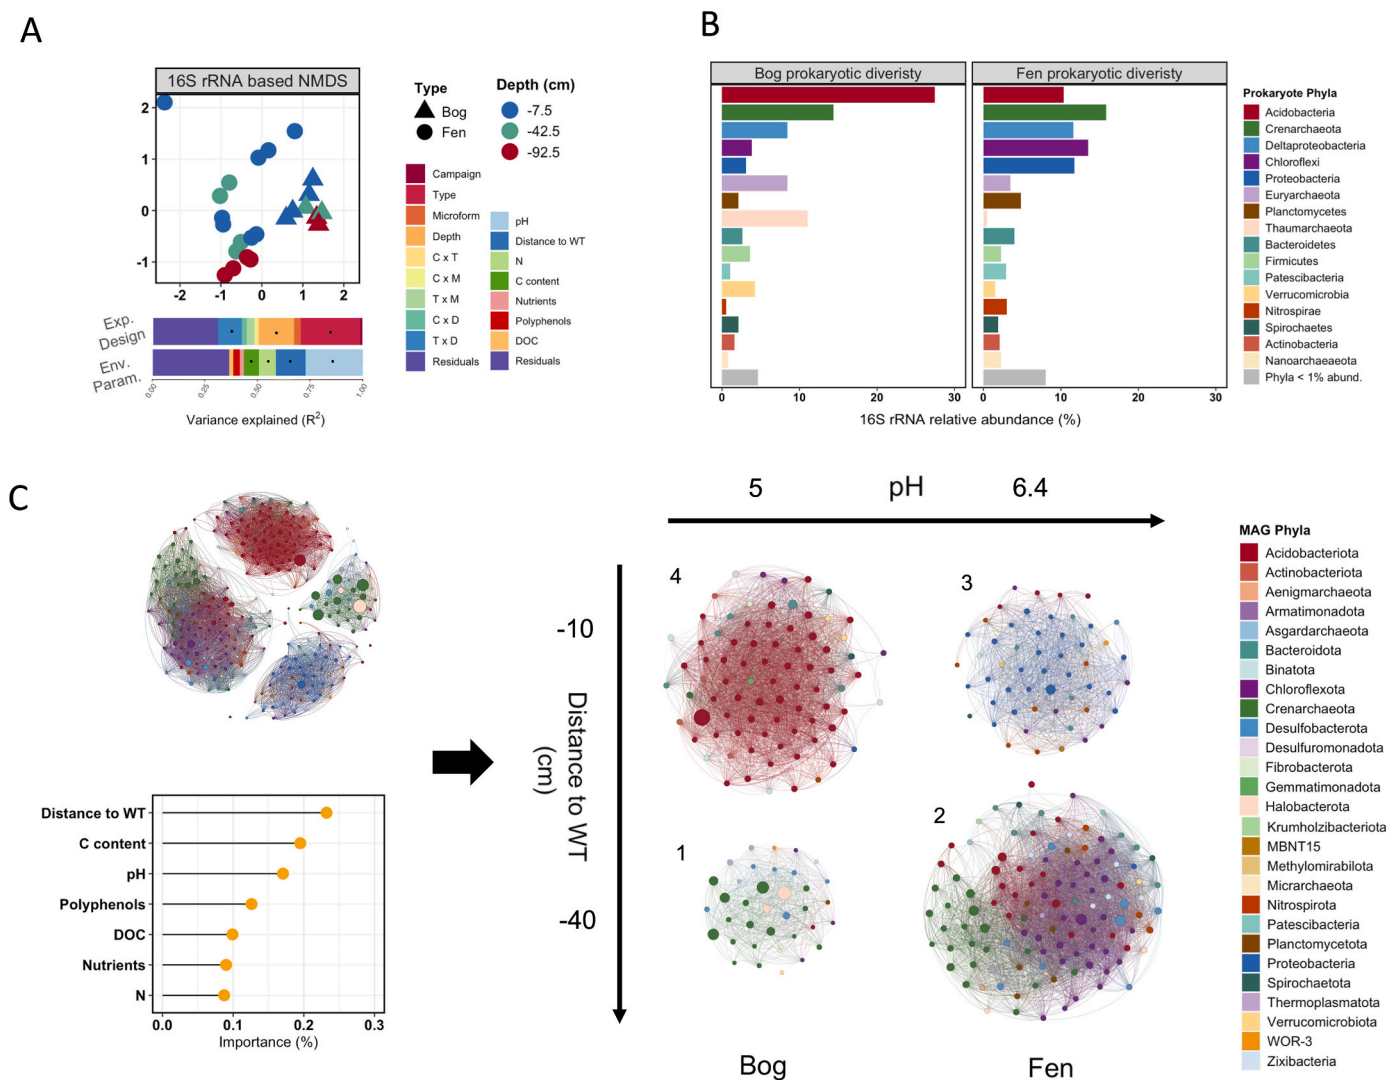 A
16S rRNA based NMDS
2
1
0
-1
-2
-1
0
1
2
Type
Bog
Fen
Depth (cm)
-7.5
-42.5
-92.5
Campaign
Type
Microform
Depth
C x T
C x M
T x M
C x D
T x D
Residuals
pH
Distance to WT
N
C content
Nutrients
Polyphenols
DOC
Residuals
Exp.
Design
Env.
Param.
0.00
0.25
0.50
0.75
1.00
Variance explained (R²)
B
Bog prokaryotic diveristy
Fen prokaryotic diveristy
0
10
20
30
0
10
20
30
16S rRNA relative abundance (%)
Prokaryote Phyla
Acidobacteria
Crenarchaeota
Deltaproteobacteria
Chloroflexi
Proteobacteria
Euryarchaeota
Planctomycetes
Thaumarchaeota
Bacteroidetes
Firmicutes
Patescibacteria
Verrucomicrobia
Nitrospirae
Spirochaetes
Actinobacteria
Nanoarchaeaeota
Phyla < 1% abund.
C
Distance to WT
C content
pH
Polyphenols
DOC
Nutrients
N
0.0
0.1
0.2
0.3
Importance (%)
5
pH
6.4
-10
Distance to WT
(cm)
-40
4
3
1
2
Bog
Fen
MAG Phyla
Acidobacteriota
Actinobacteriota
Aenigmarchaeota
Armatimonadota
Asgardarchaeota
Bacteroidota
Binatota
Chloroflexota
Crenarchaeota
Desulfobacterota
Desulfuromonadota
Fibrobacterota
Gemmatimonadota
Halobacterota
Krumholzibacteriota
MBNT15
Methylomirabilota
Micrarchaeota
Nitrospirota
Patescibacteria
Planctomycetota
Proteobacteria
Spirochaetota
Thermoplasmatota
Verrucomicrobiota
WOR-3
Zixibacteria